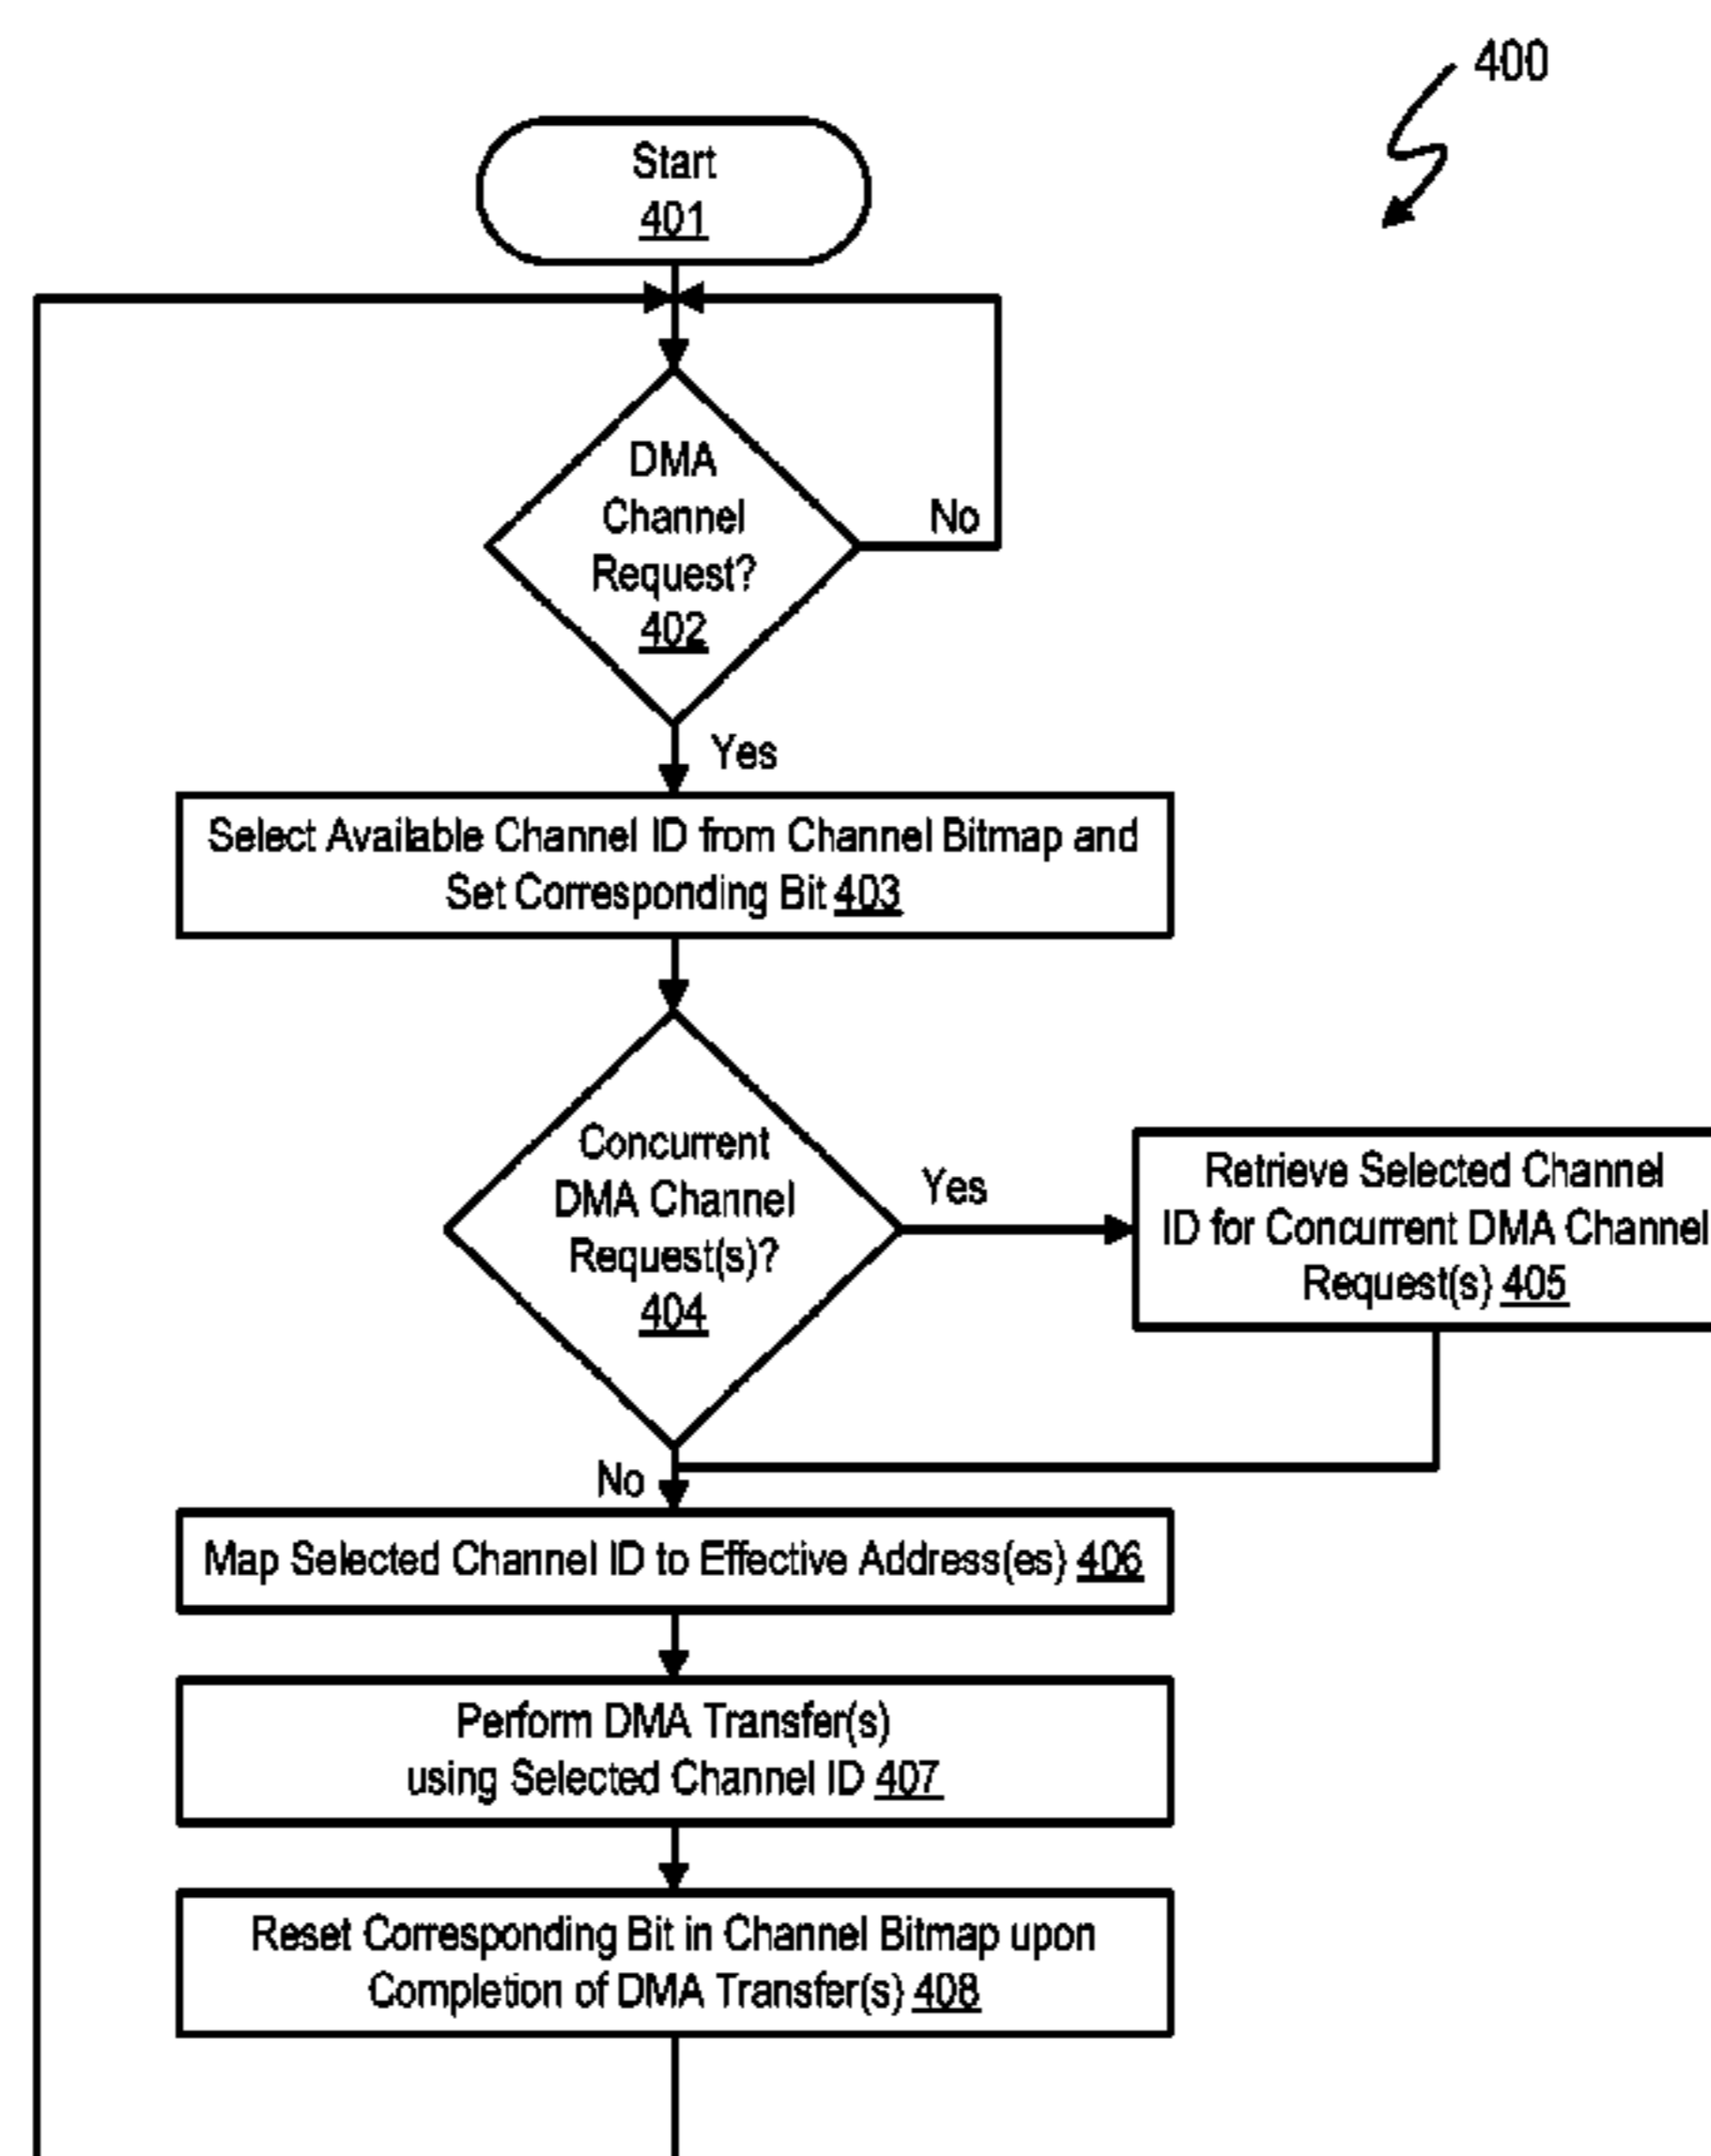 400
Start
401
DMA
Channel
Request?
402
No
Yes
Select Available Channel ID from Channel Bitmap and
Set Corresponding Bit 403
Concurrent
DMA Channel
Request(s)?
404
Yes
Retrieve Selected Channel
ID for Concurrent DMA Channel
Request(s) 405
No
Map Selected Channel ID to Effective Address(es) 406
Perform DMA Transfer(s)
using Selected Channel ID 407
Reset Corresponding Bit in Channel Bitmap upon
Completion of DMA Transfer(s) 408